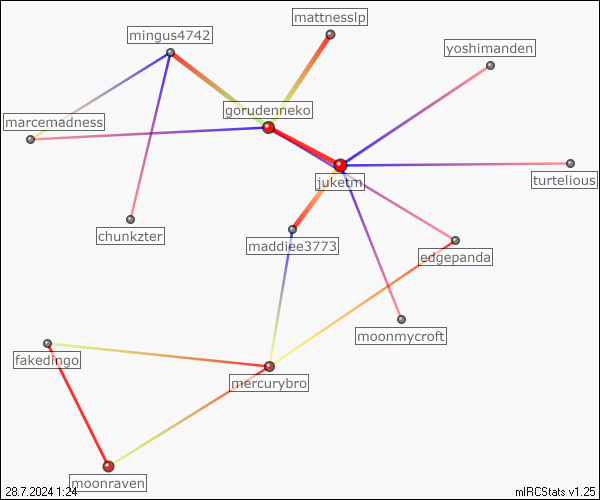 mattnesslp
mingus4742
yoshimanden
gorudenneko
marcemadness
juketm
turtelious
chunkzter
maddiee3773
edgepanda
moonmycroft
fakedingo
mercurybro
moonraven
28.7.2024 1:24
mIRCStats v1.25